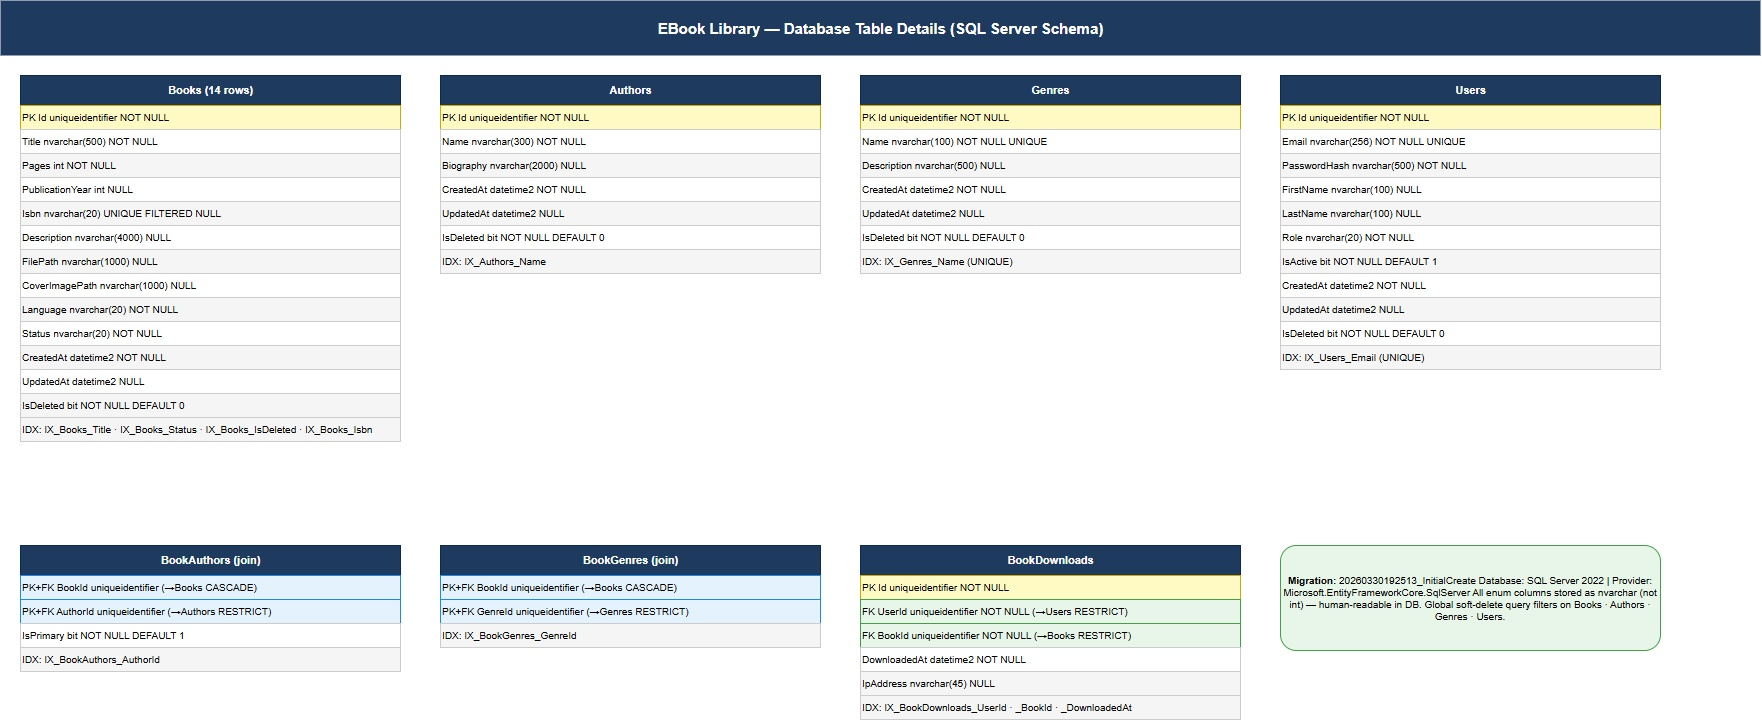 EBook Library — Database Table Details (SQL Server Schema)
Books (14 rows)
PK Id uniqueidentifier NOT NULL
Title nvarchar(500) NOT NULL
Pages int NOT NULL
PublicationYear int NULL
Isbn nvarchar(20) UNIQUE FILTERED NULL
Description nvarchar(4000) NULL
FilePath nvarchar(1000) NULL
CoverImagePath nvarchar(1000) NULL
Language nvarchar(20) NOT NULL
Status nvarchar(20) NOT NULL
CreatedAt datetime2 NOT NULL
UpdatedAt datetime2 NULL
IsDeleted bit NOT NULL DEFAULT 0
IDX: IX_Books_Title · IX_Books_Status · IX_Books_IsDeleted · IX_Books_Isbn
Authors
PK Id uniqueidentifier NOT NULL
Name nvarchar(300) NOT NULL
Biography nvarchar(2000) NULL
CreatedAt datetime2 NOT NULL
UpdatedAt datetime2 NULL
IsDeleted bit NOT NULL DEFAULT 0
IDX: IX_Authors_Name
Genres
PK Id uniqueidentifier NOT NULL
Name nvarchar(100) NOT NULL UNIQUE
Description nvarchar(500) NULL
CreatedAt datetime2 NOT NULL
UpdatedAt datetime2 NULL
IsDeleted bit NOT NULL DEFAULT 0
IDX: IX_Genres_Name (UNIQUE)
Users
PK Id uniqueidentifier NOT NULL
Email nvarchar(256) NOT NULL UNIQUE
PasswordHash nvarchar(500) NOT NULL
FirstName nvarchar(100) NULL
LastName nvarchar(100) NULL
Role nvarchar(20) NOT NULL
IsActive bit NOT NULL DEFAULT 1
CreatedAt datetime2 NOT NULL
UpdatedAt datetime2 NULL
IsDeleted bit NOT NULL DEFAULT 0
IDX: IX_Users_Email (UNIQUE)
BookAuthors (join)
PK+FK BookId uniqueidentifier (→Books CASCADE)
PK+FK AuthorId uniqueidentifier (→Authors RESTRICT)
IsPrimary bit NOT NULL DEFAULT 1
IDX: IX_BookAuthors_AuthorId
BookGenres (join)
PK+FK BookId uniqueidentifier (→Books CASCADE)
PK+FK GenreId uniqueidentifier (→Genres RESTRICT)
IDX: IX_BookGenres_GenreId
BookDownloads
PK Id uniqueidentifier NOT NULL
FK UserId uniqueidentifier NOT NULL (→Users RESTRICT)
FK BookId uniqueidentifier NOT NULL (→Books RESTRICT)
DownloadedAt datetime2 NOT NULL
IpAddress nvarchar(45) NULL
IDX: IX_BookDownloads_UserId · _BookId · _DownloadedAt
Migration: 20260330192513_InitialCreate Database: SQL Server 2022 | Provider:
Microsoft.EntityFrameworkCore.SqlServer All enum columns stored as nvarchar (not
int) — human-readable in DB. Global soft-delete query filters on Books · Authors ·
Genres · Users.